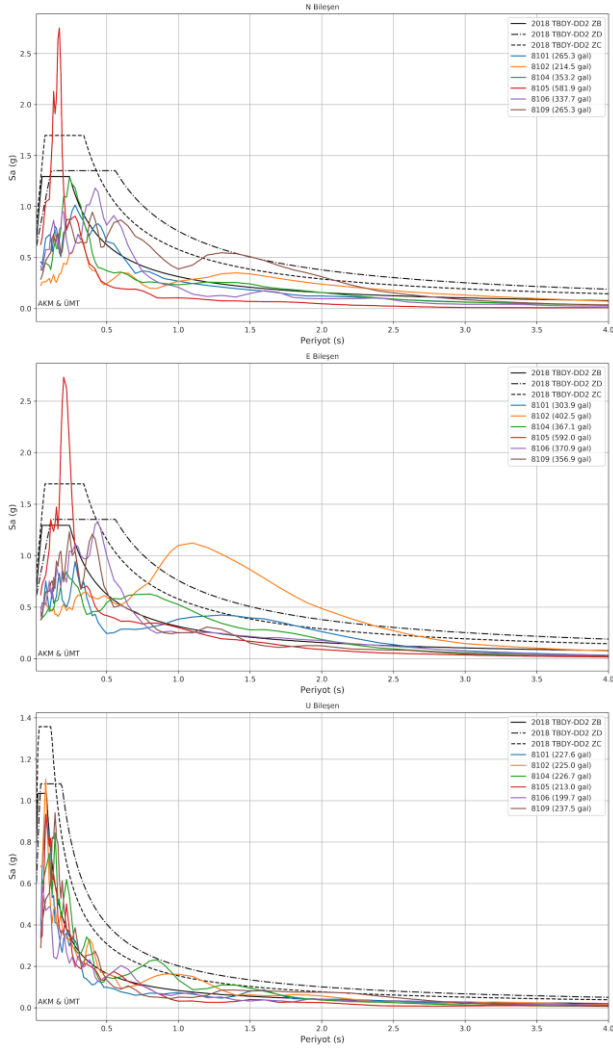 N Bileşen
2018 TBDY-DD2 ZB
2018 TBDY-DD2 ZD
2018 TBDY-DD2 ZC
8101 (265.3 gal)
8102 (214.5 gal)
8104 (353.2 gal)
8105 (581.9 gal)
8106 (337.7 gal)
8109 (265.3 gal)
Sa (g)
2.5
2.0
1.5
1.0
0.5
0.0
AKM & ÜMT
0.5 1.0 1.5 2.0 2.5 3.0 3.5 4.0
Periyot (s)
E Bileşen
2018 TBDY-DD2 ZB
2018 TBDY-DD2 ZD
2018 TBDY-DD2 ZC
8101 (303.9 gal)
8102 (402.5 gal)
8104 (367.1 gal)
8105 (592.0 gal)
8106 (370.9 gal)
8109 (356.9 gal)
Sa (g)
2.5
2.0
1.5
1.0
0.5
0.0
AKM & ÜMT
0.5 1.0 1.5 2.0 2.5 3.0 3.5 4.0
Periyot (s)
U Bileşen
2018 TBDY-DD2 ZB
2018 TBDY-DD2 ZD
2018 TBDY-DD2 ZC
8101 (227.6 gal)
8102 (225.0 gal)
8104 (226.7 gal)
8105 (213.0 gal)
8106 (199.7 gal)
8109 (237.5 gal)
Sa (g)
1.4
1.2
1.0
0.8
0.6
0.4
0.2
0.0
AKM & ÜMT
0.5 1.0 1.5 2.0 2.5 3.0 3.5 4.0
Periyot (s)